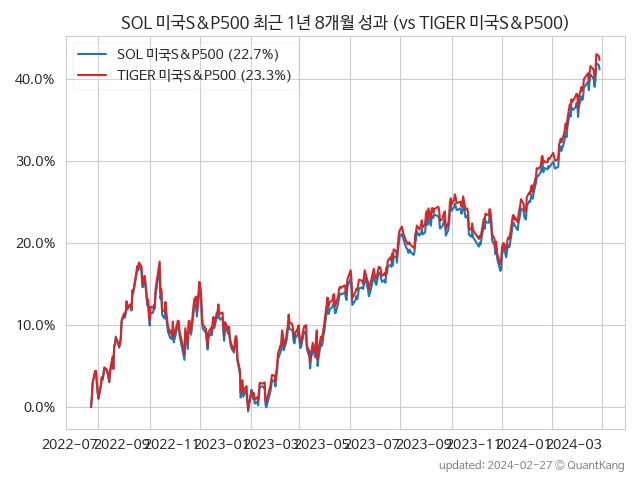 SOL 미국S&P500 최근 1년 8개월 성과 (vs TIGER 미국S&P500)
SOL 미국S&P500 (22.7%)
TIGER 미국S&P500 (23.3%)
40.0%
30.0%
20.0%
10.0%
0.0%
2022-07 2022-09 2022-11 2023-01 2023-03 2023-05 2023-07 2023-09 2023-11 2024-01 2024-03
updated: 2024-02-27 © QuantKang